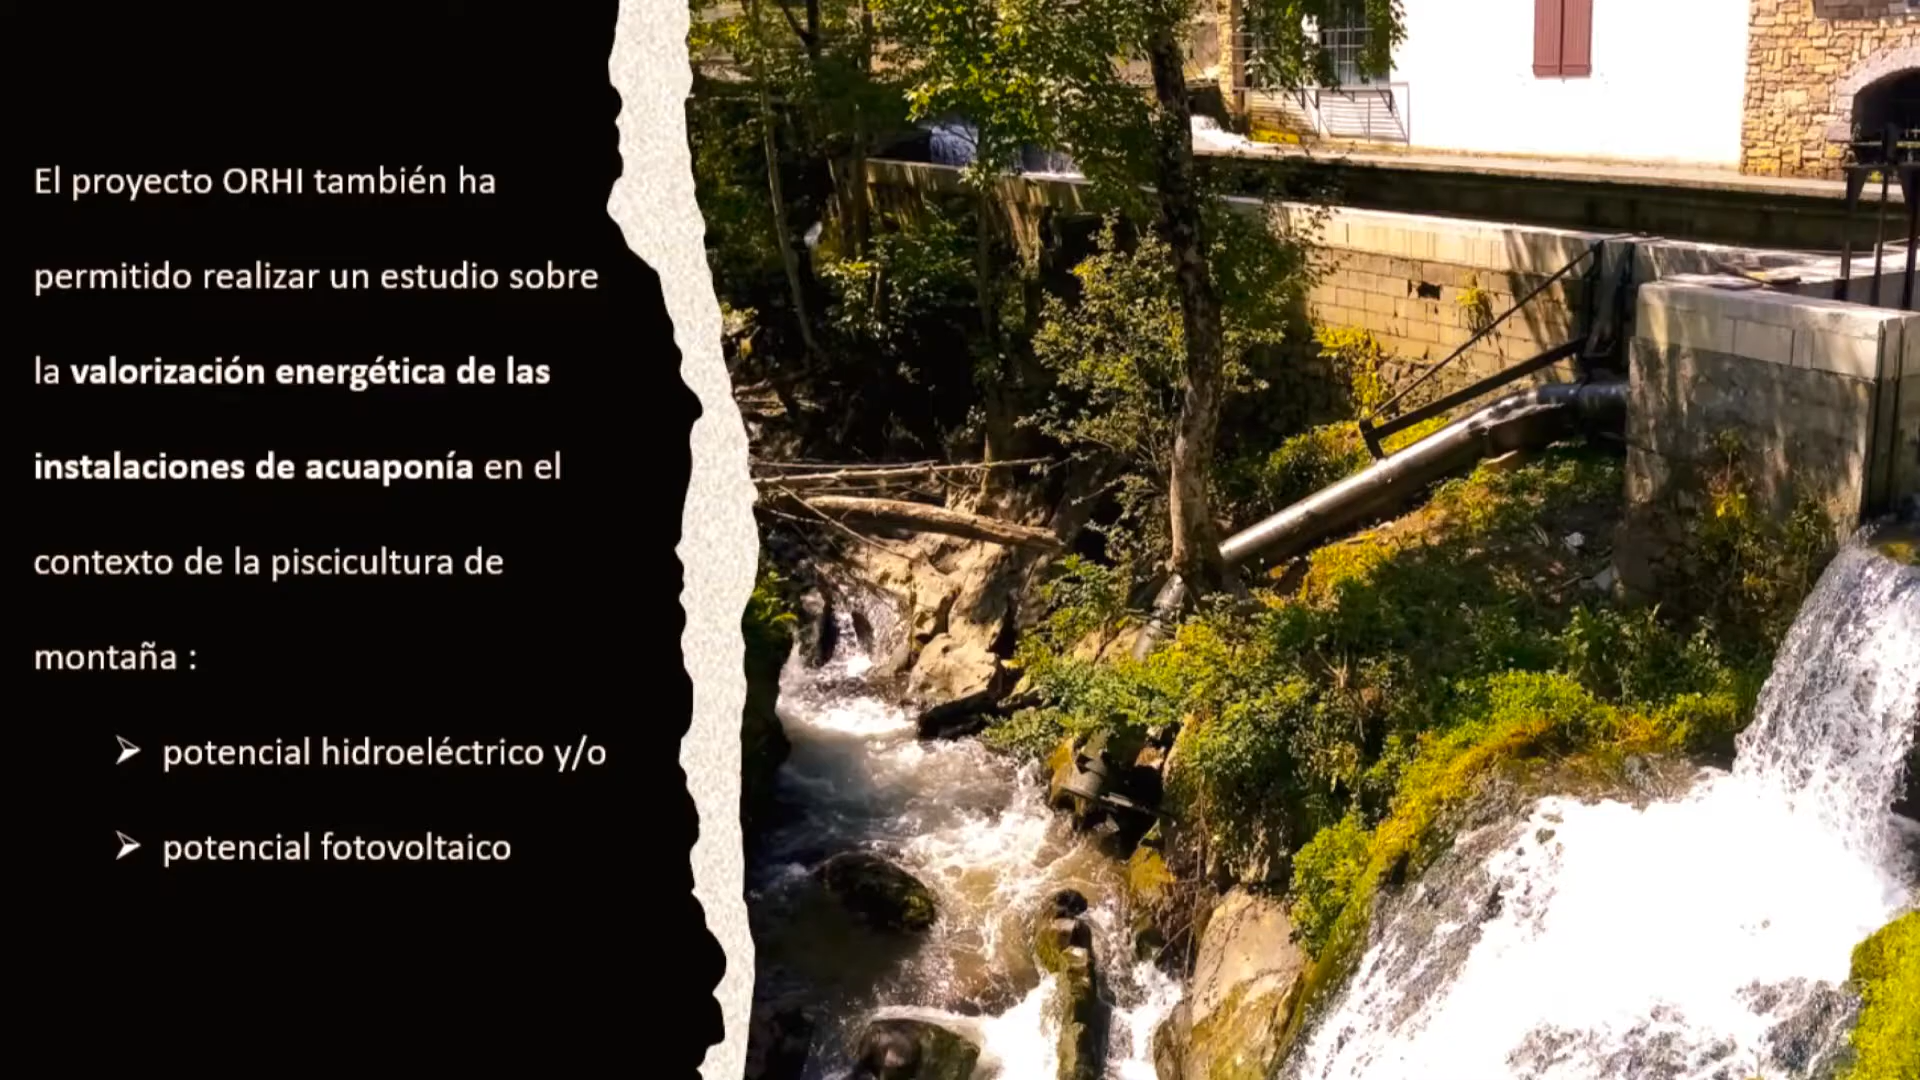 El proyecto ORHI también ha
permitido realizar un estudio sobre
la valorización energética de las
instalaciones de acuaponía en el
contexto de la piscicultura de
montaña :
➢ potencial hidroeléctrico y/o
➢ potencial fotovoltaico